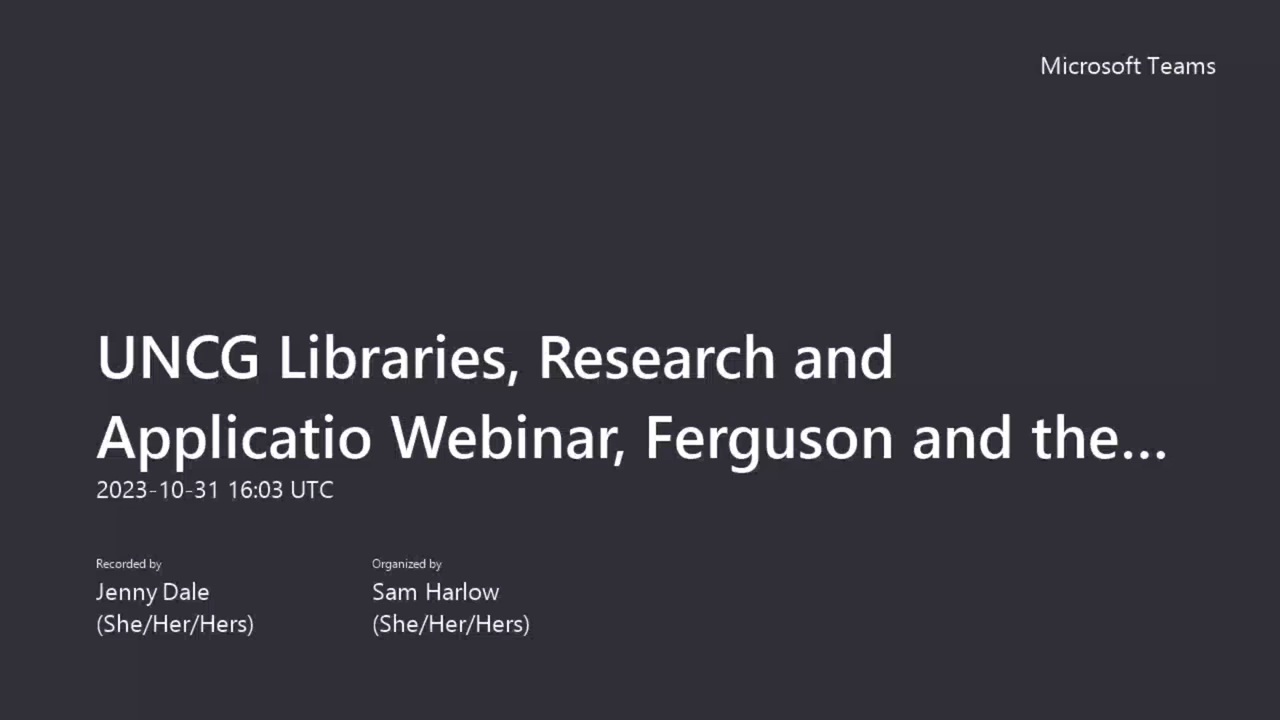 Microsoft Teams
UNCG Libraries, Research and
Applicatio Webinar, Ferguson and the...
2023-10-31 16:03 UTC
Recorded by
Organized by
Jenny Dale
Sam Harlow
(She/Her/Hers)
(She/Her/Hers)